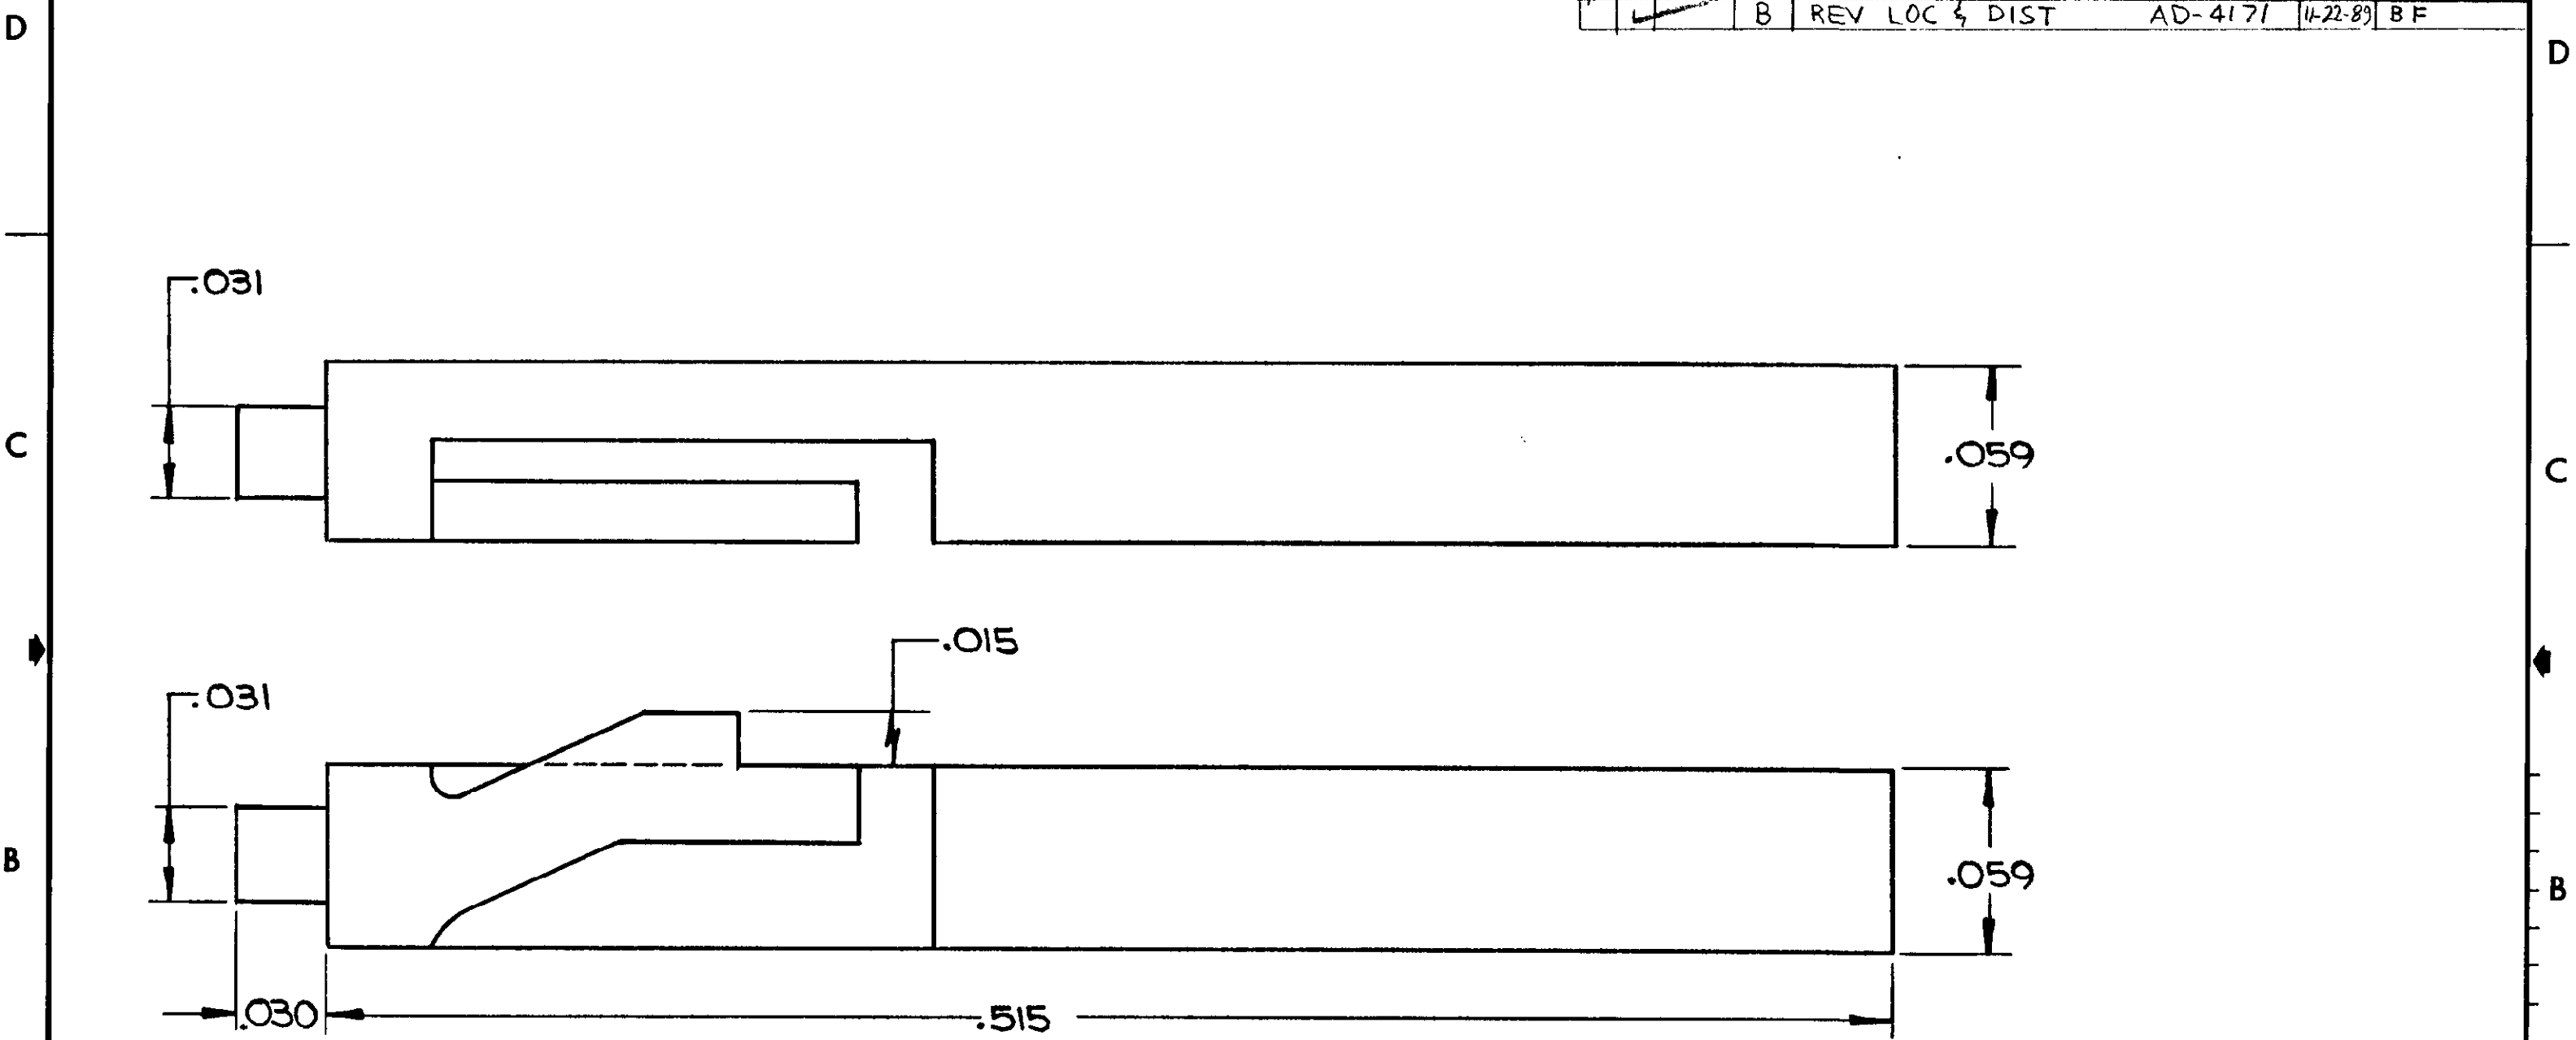 B REV LOC & DIST AD-4171 11-22-89 BF
D D
.031
.059
C C
.015
.031
.059
B B
.030 .515